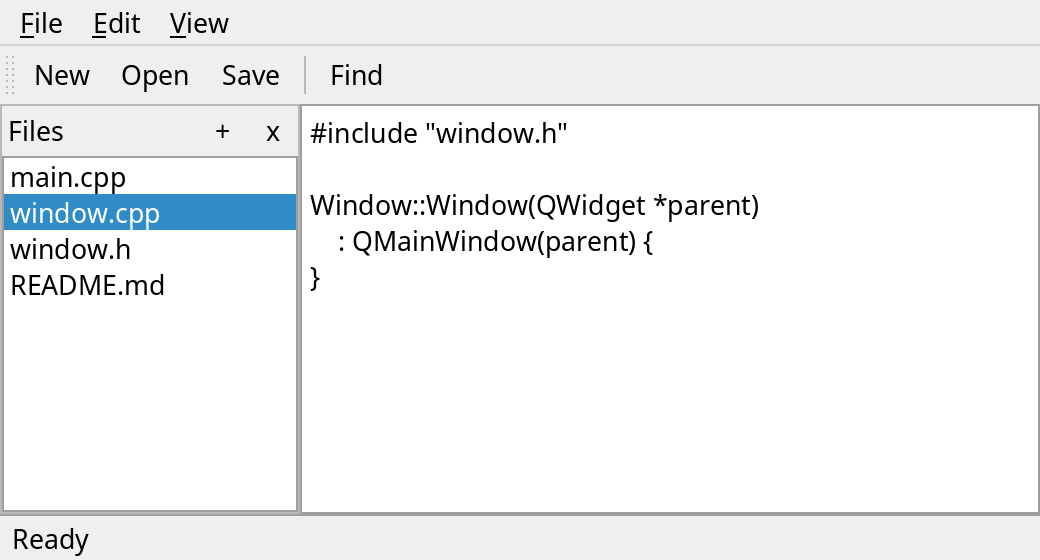 File Edit View
New Open Save Find
Files + x
main.cpp
window.cpp
window.h
README.md
#include "window.h"

Window::Window(QWidget *parent)
    : QMainWindow(parent) {
}
Ready